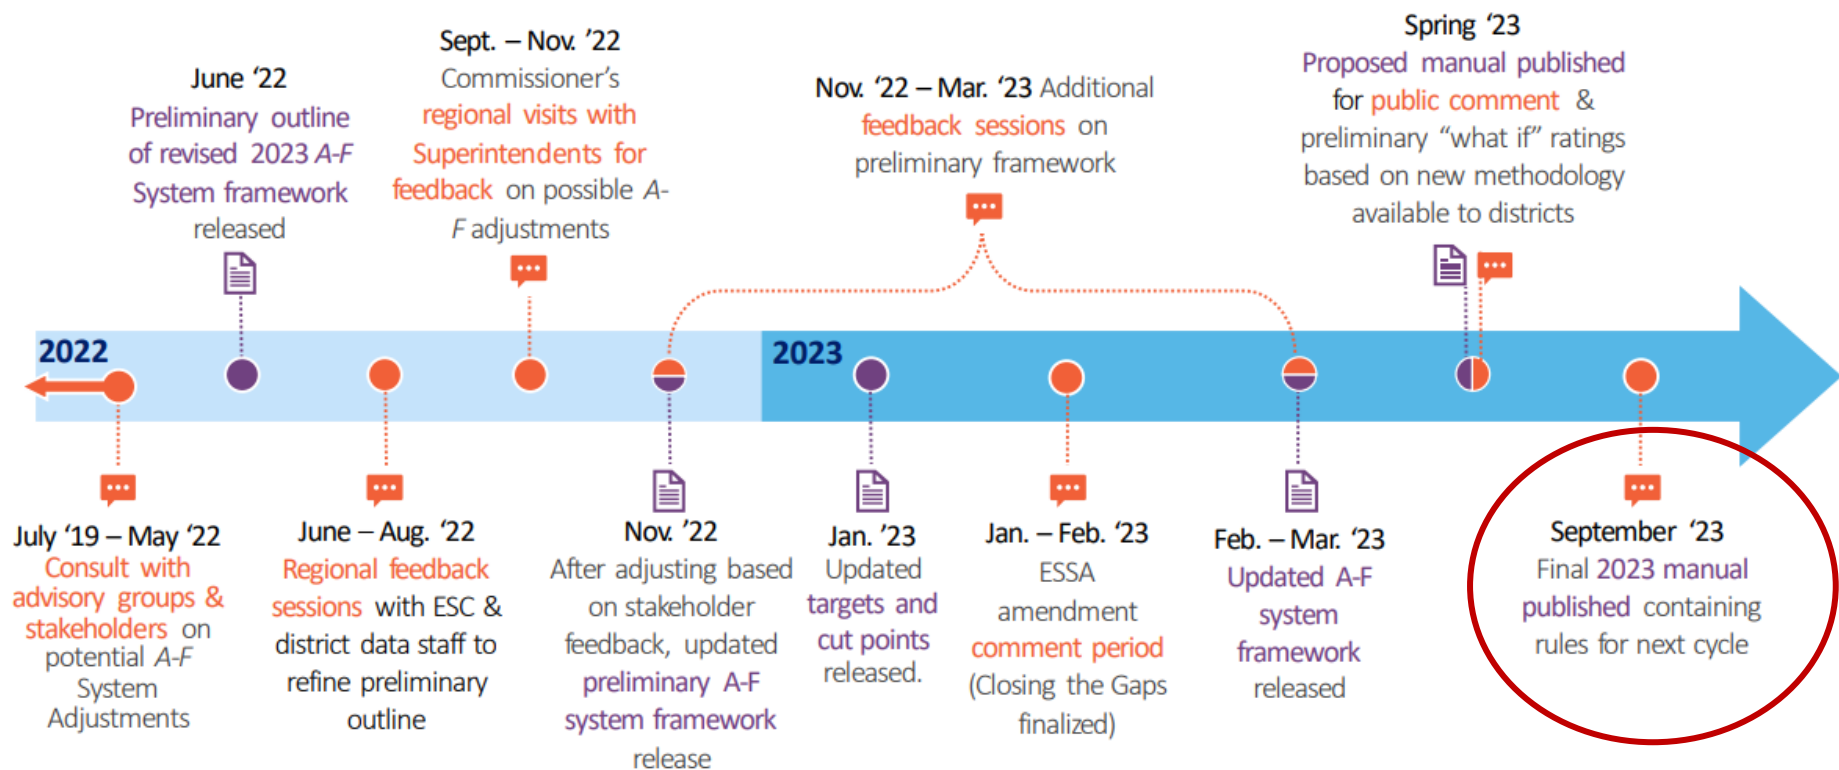 June '22
Preliminary outline
of revised 2023 A-F
System framework
released
Sept. – Nov. '22
Commissioner's
regional visits with
Superintendents for
feedback on possible A-
F adjustments
Nov. '22 – Mar. '23 Additional
feedback sessions on
preliminary framework
Spring '23
Proposed manual published
for public comment &
preliminary "what if" ratings
based on new methodology
available to districts
2022
2023
July '19 – May '22
Consult with
advisory groups &
stakeholders on
potential A-F
System
Adjustments
June – Aug. '22
Regional feedback
sessions with ESC &
district data staff to
refine preliminary
outline
Nov. '22
After adjusting based
on stakeholder
feedback, updated
preliminary A-F
system framework
release
Jan. '23
Updated
targets and
cut points
released.
Jan. – Feb. '23
ESSA
amendment
comment period
(Closing the Gaps
finalized)
Feb. – Mar. '23
Updated A-F
system
framework
released
September '23
Final 2023 manual
published containing
rules for next cycle